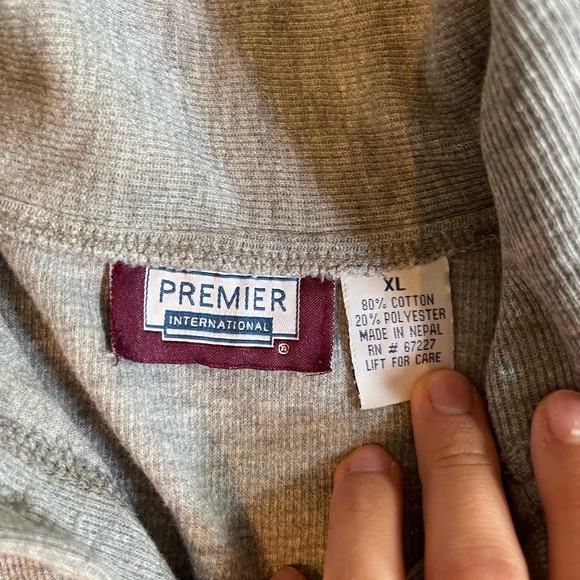 PREMIER
INTERNATIONAL
®
XL
80% COTTON
20% POLYESTER
MADE IN NEPAL
RN # 67227
LIFT FOR CARE